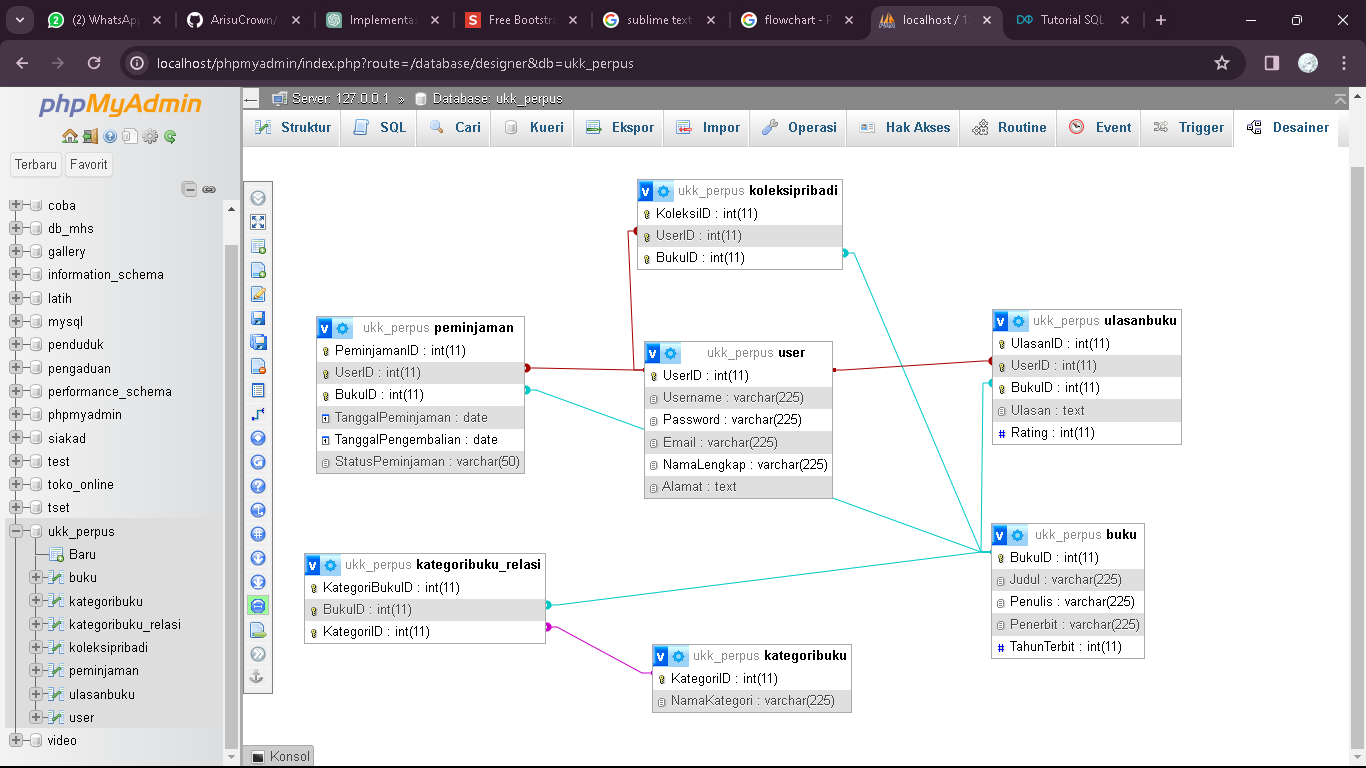 (2) WhatsAp
ArisuCrown/
Implementas
Free Bootstr
sublime text
flowchart - P
localhost / 12
Tutorial SQL
localhost/phpmyadmin/index.php?route=/database/designer&db=ukk_perpus
phpMyAdmin
Terbaru
Favorit
coba
db_mhs
gallery
information_schema
latih
mysql
penduduk
pengaduan
performance_schema
phpmyadmin
siakad
test
toko_online
tset
ukk_perpus
Baru
buku
kategoribuku
kategoribuku_relasi
koleksipribadi
peminjaman
ulasanbuku
user
video
Server: 127.0.0.1 » Database: ukk_perpus
Struktur
SQL
Cari
Kueri
Ekspor
Impor
Operasi
Hak Akses
Routine
Event
Trigger
Desainer
v ukk_perpus koleksipribadi
KoleksiID : int(11)
UserID : int(11)
BukuID : int(11)
v ukk_perpus peminjaman
PeminjamanID : int(11)
UserID : int(11)
BukuID : int(11)
TanggalPeminjaman : date
TanggalPengembalian : date
StatusPeminjaman : varchar(50)
v ukk_perpus user
UserID : int(11)
Username : varchar(225)
Password : varchar(225)
Email : varchar(225)
NamaLengkap : varchar(225)
Alamat : text
v ukk_perpus ulasanbuku
UlasanID : int(11)
UserID : int(11)
BukuID : int(11)
Ulasan : text
# Rating : int(11)
v ukk_perpus kategoribuku_relasi
KategoriBukuID : int(11)
BukuID : int(11)
KategoriID : int(11)
v ukk_perpus buku
BukuID : int(11)
Judul : varchar(225)
Penulis : varchar(225)
Penerbit : varchar(225)
# TahunTerbit : int(11)
v ukk_perpus kategoribuku
KategoriID : int(11)
NamaKategori : varchar(225)
Konsol